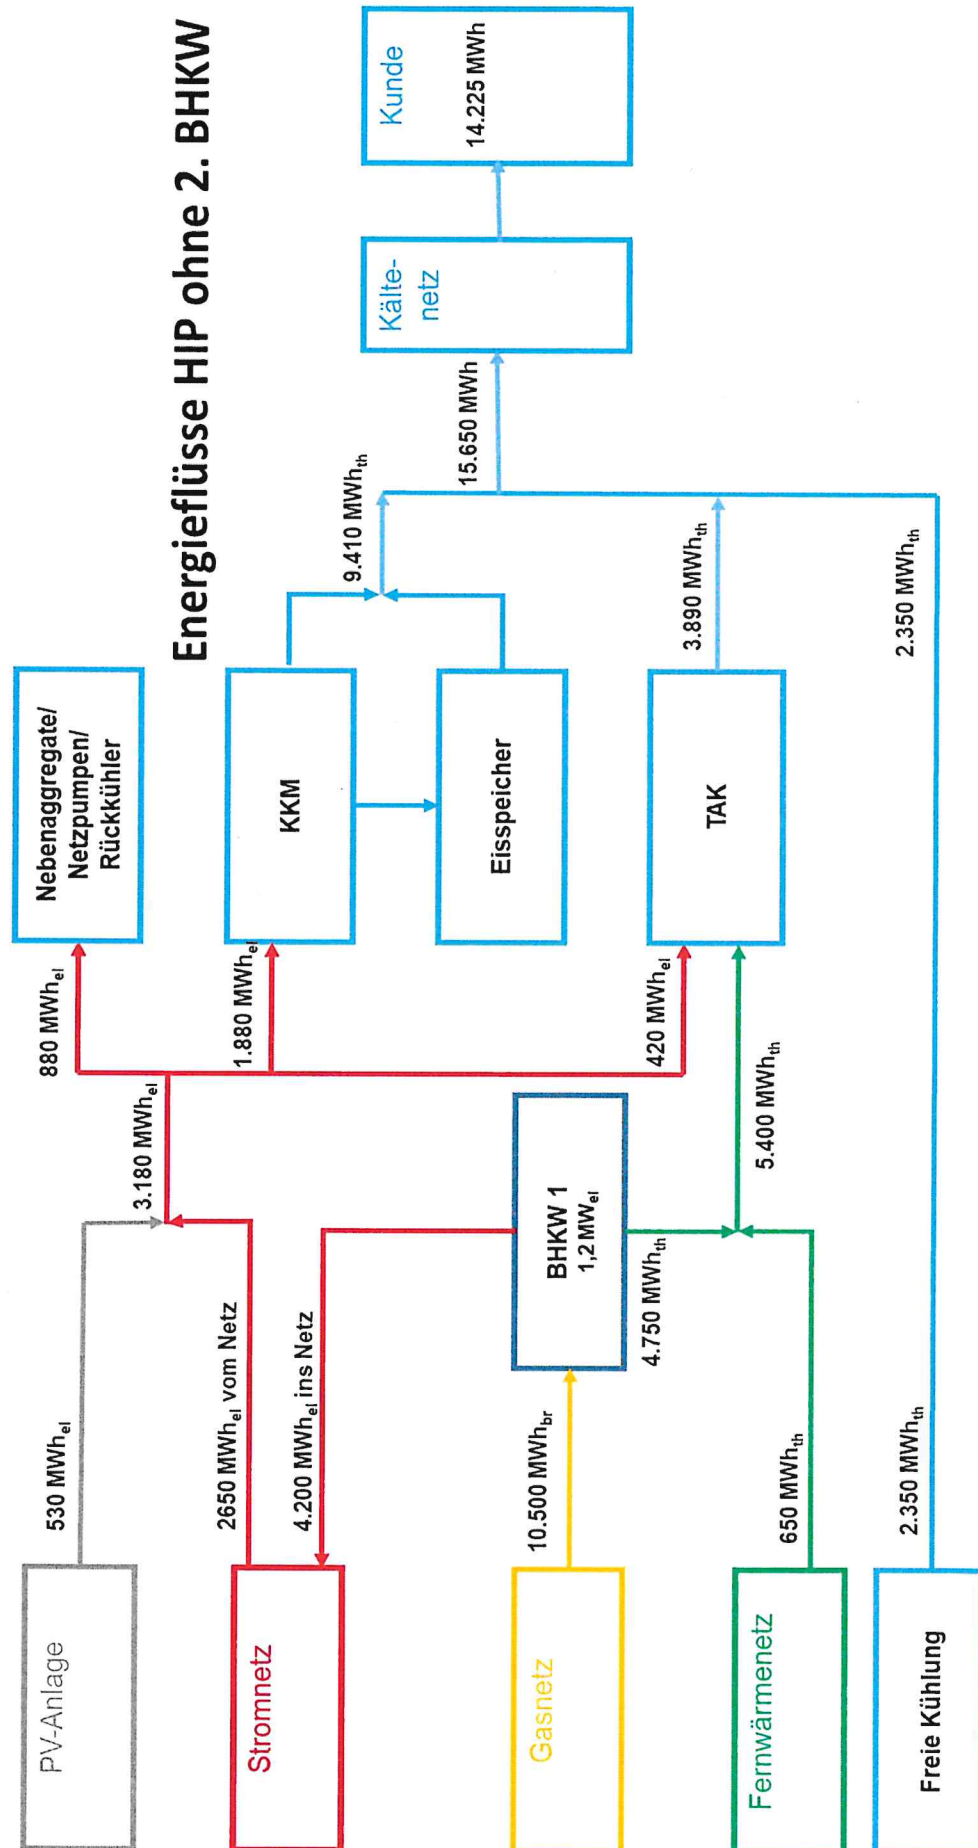 Energieflüsse HIP ohne 2. BHKW
PV-Anlage
530 MWhel
3.180 MWhel
880 MWhel
Nebenaggregate/
Netzpumpen/
Rückkühler
Stromnetz
2650 MWhel vom Netz
4.200 MWhel ins Netz
1.880 MWhel
KKM
9.410 MWhth
Eisspeicher
15.650 MWh
Kälte-
netz
Kunde
14.225 MWh
Gasnetz
10.500 MWhbr
BHKW 1
1,2 MWel
4.750 MWhth
420 MWhel
5.400 MWhth
TAK
3.890 MWhth
Fernwärmenetz
650 MWhth
Freie Kühlung
2.350 MWhth
2.350 MWhth